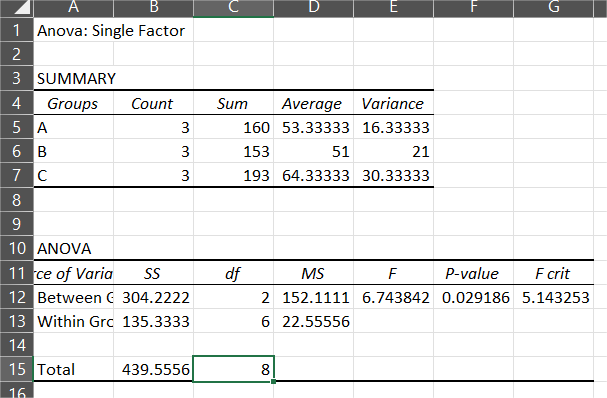 A B C D E F G
1 Anova: Single Factor
2
3 SUMMARY
4 Groups Count Sum Average Variance
5 A 3 160 53.33333 16.33333
6 B 3 153 51 21
7 C 3 193 64.33333 30.33333
8
9
10 ANOVA
11 rce of Varia SS df MS F P-value F crit
12 Between G 304.2222 2 152.1111 6.743842 0.029186 5.143253
13 Within Gro 135.3333 6 22.55556
14
15 Total 439.5556 8
16